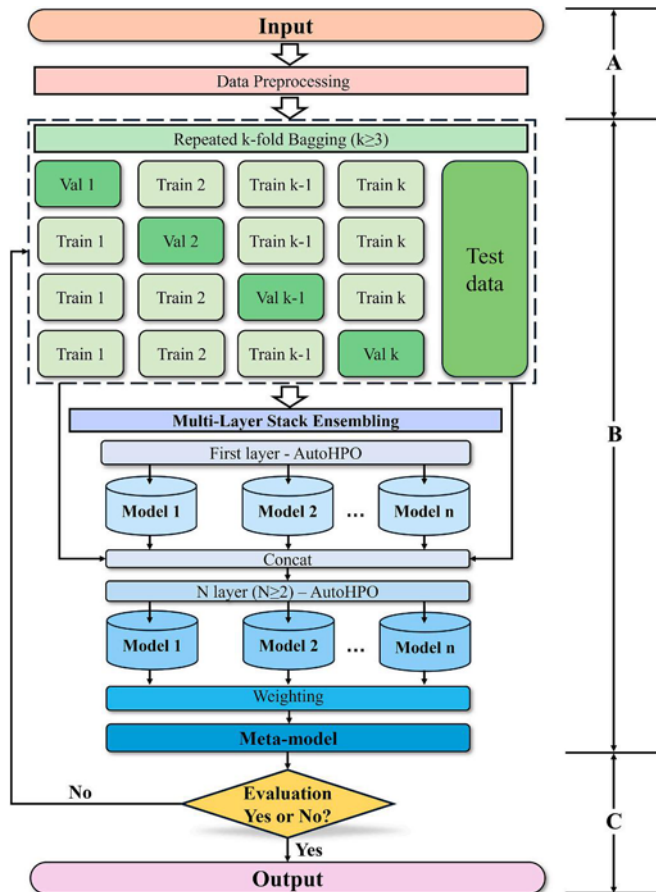 Input
A
Data Preprocessing
Repeated k-fold Bagging (k≥3)
Val 1 Train 2 Train k-1 Train k
Train 1 Val 2 Train k-1 Train k
Test
data
Train 1 Train 2 Val k-1 Train k
Train 1 Train 2 Train k-1 Val k
Multi-Layer Stack Ensembling
B
First layer - AutoHPO
Model 1 Model 2 ... Model n
Concat
N layer (N≥2) – AutoHPO
Model 1 Model 2 ... Model n
Weighting
Meta-model
No
Evaluation
Yes or No?
C
Yes
Output